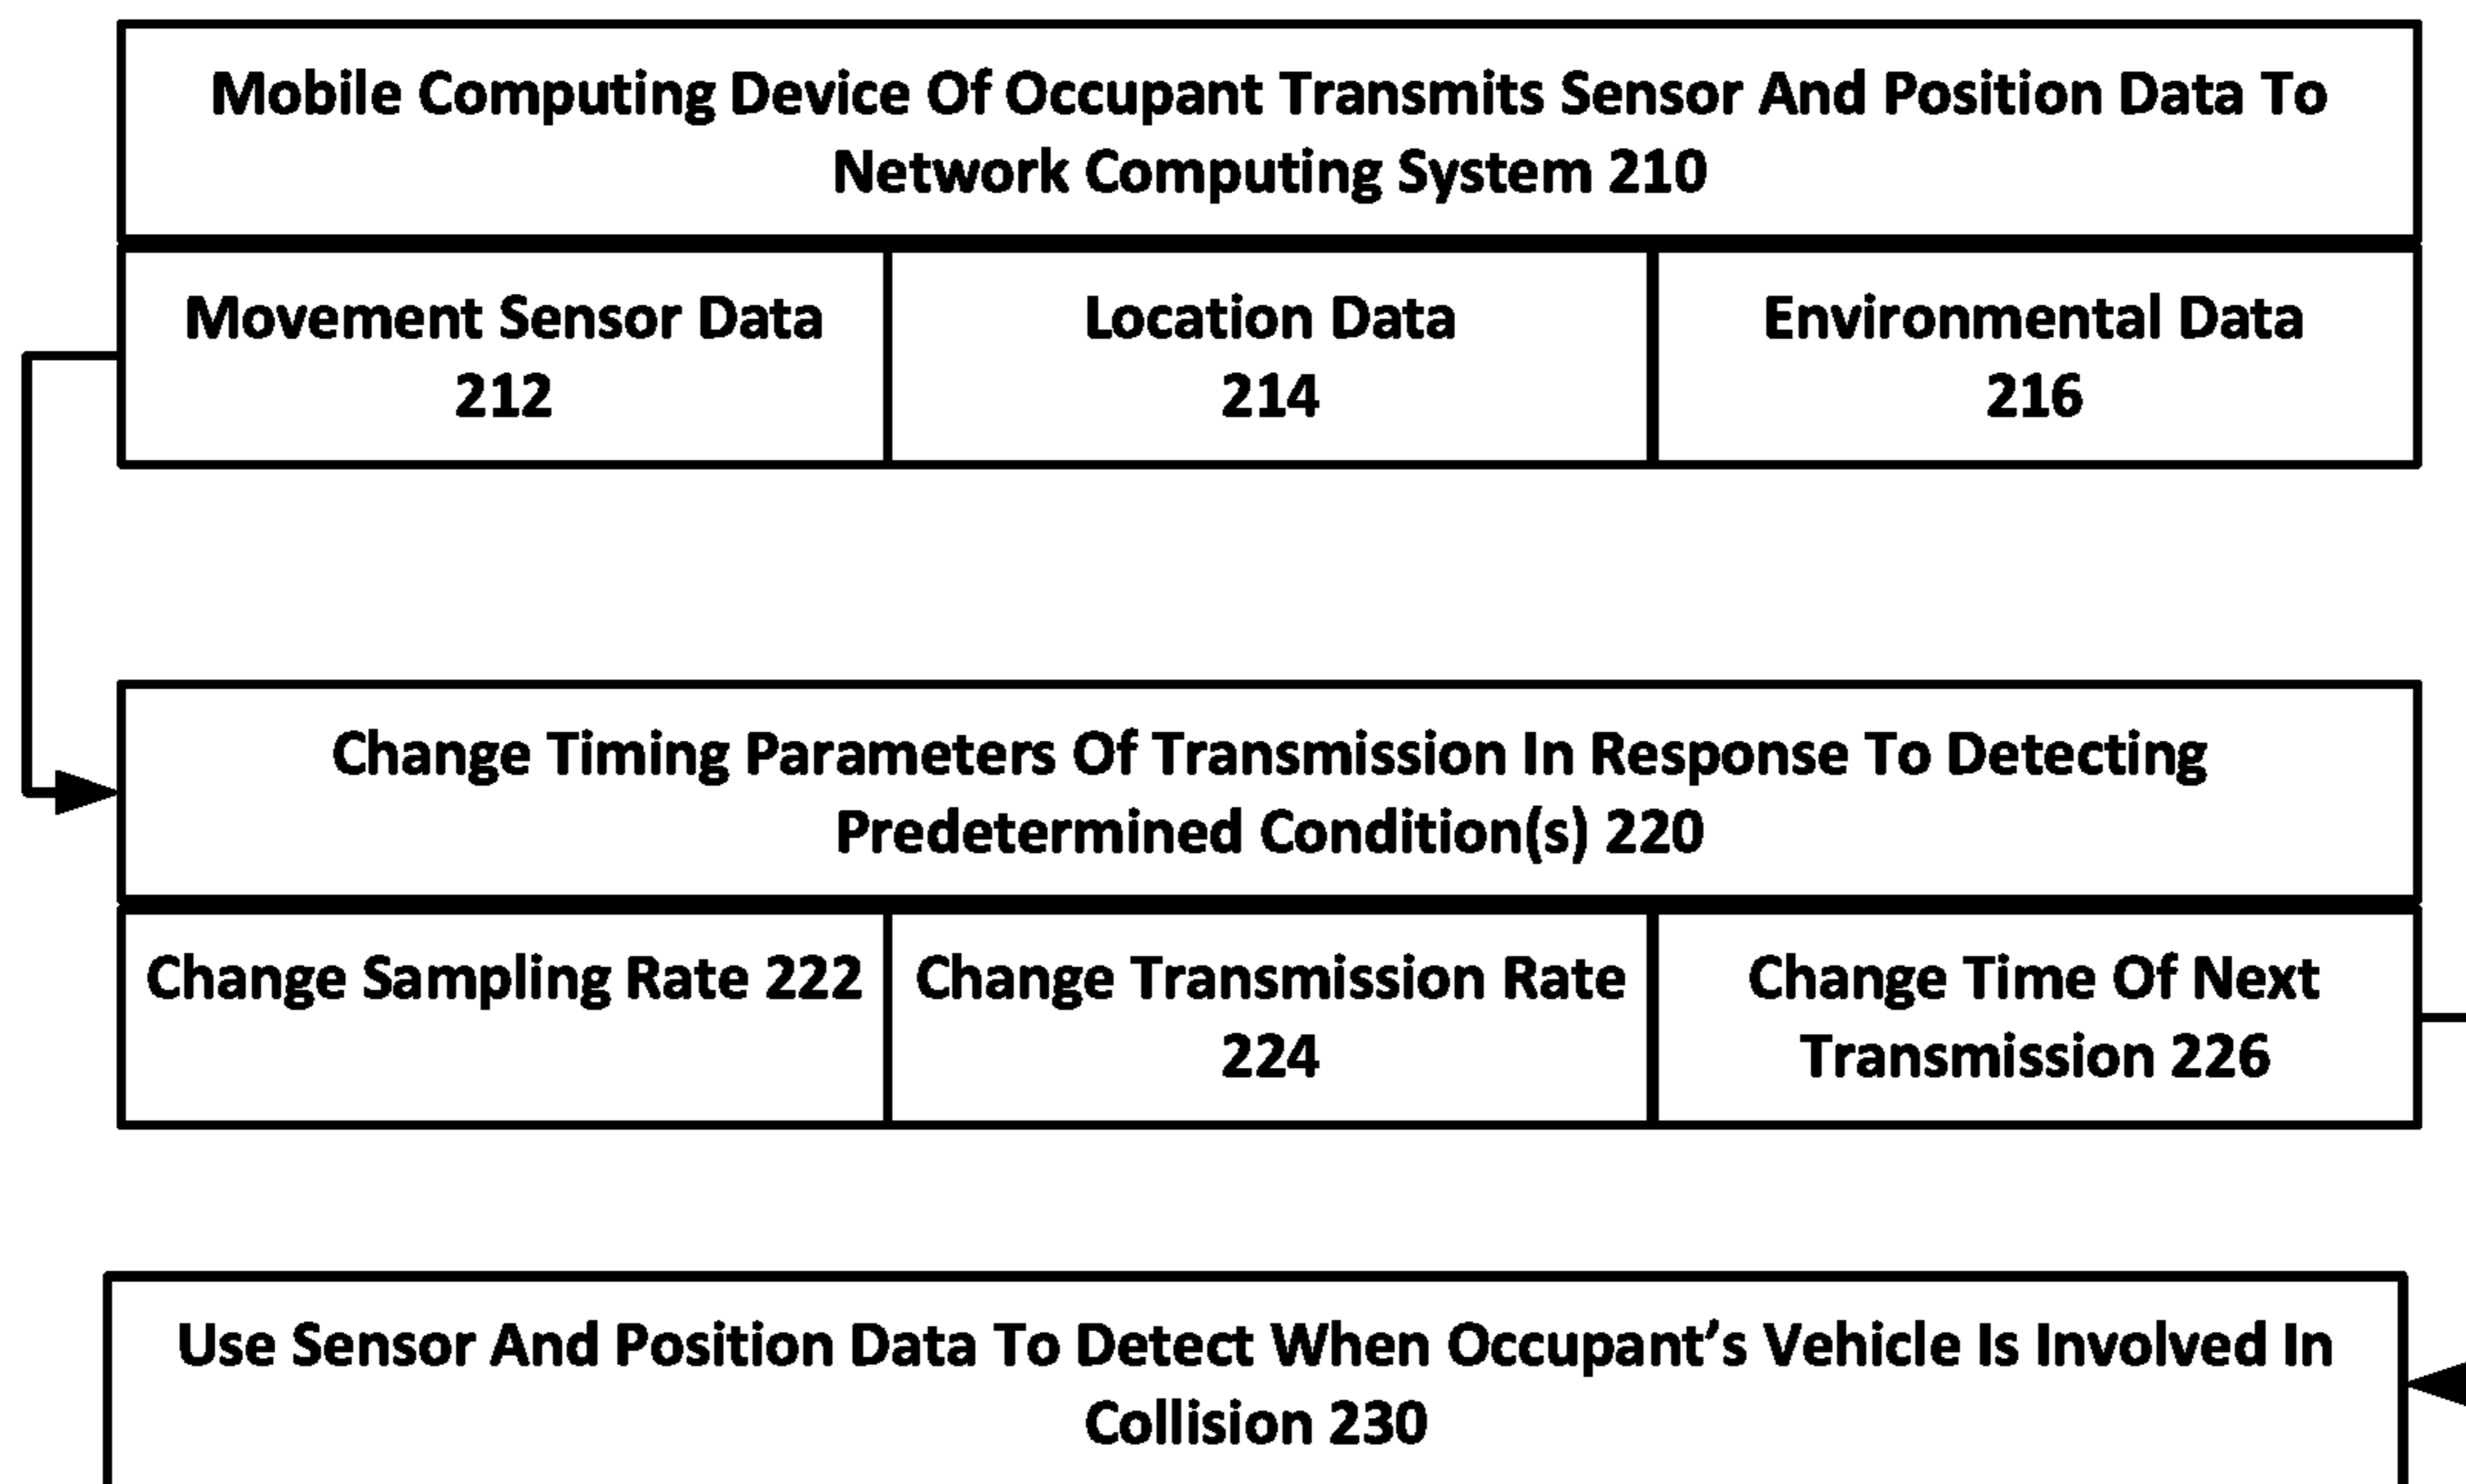 Mobile Computing Device Of Occupant Transmits Sensor And Position Data To
Network Computing System 210
Movement Sensor Data
212
Location Data
214
Environmental Data
216
Change Timing Parameters Of Transmission In Response To Detecting
Predetermined Condition(s) 220
Change Sampling Rate 222
Change Transmission Rate
224
Change Time Of Next
Transmission 226
Use Sensor And Position Data To Detect When Occupant’s Vehicle Is Involved In
Collision 230